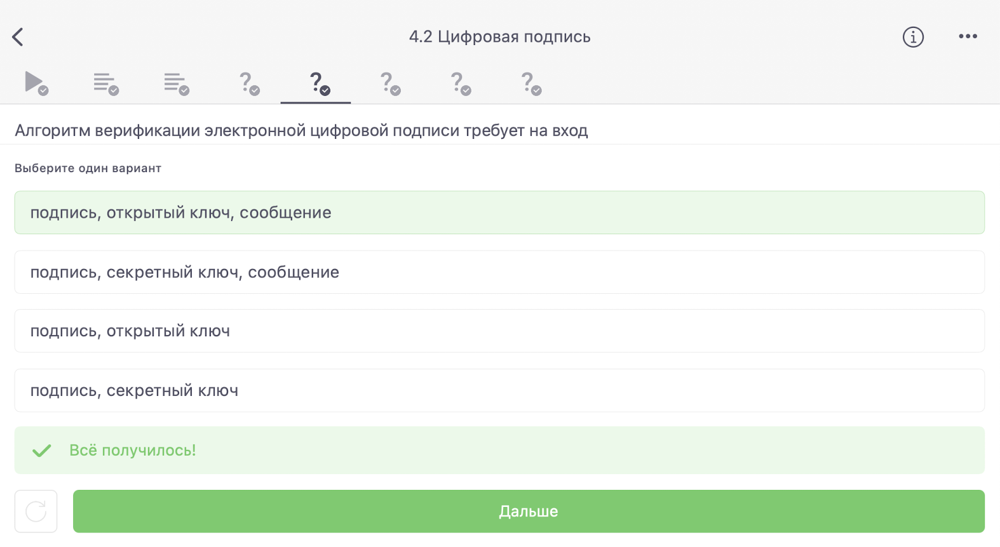 4.2 Цифровая подпись
Алгоритм верификации электронной цифровой подписи требует на вход
Выберите один вариант
подпись, открытый ключ, сообщение
подпись, секретный ключ, сообщение
подпись, открытый ключ
подпись, секретный ключ
Всё получилось!
Дальше